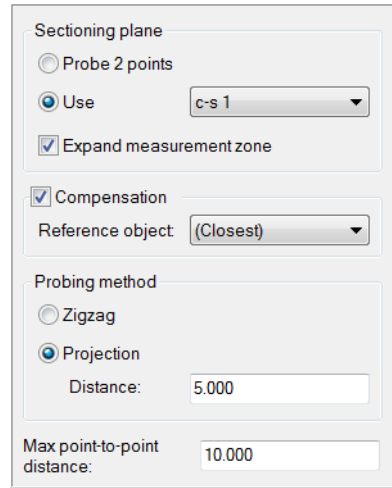 Sectioning plane
Probe 2 points
Use c-s 1
Expand measurement zone
Compensation
Reference object: (Closest)
Probing method
Zigzag
Projection
Distance: 5.000
Max point-to-point
distance: 10.000